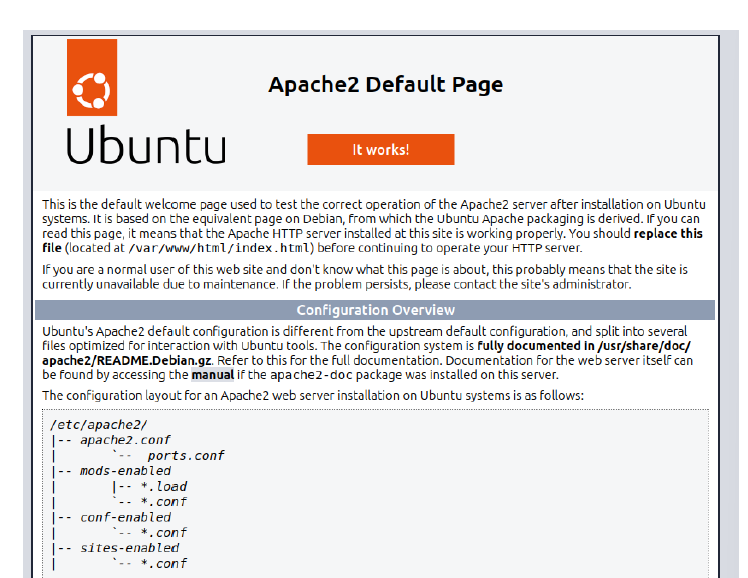 Apache2 Default Page
Ubuntu
It works!
This is the default welcome page used to test the correct operation of the Apache2 server after installation on Ubuntu
systems. It is based on the equivalent page on Debian, from which the Ubuntu Apache packaging is derived. If you can
read this page, it means that the Apache HTTP server installed at this site is working properly. You should replace this
file (located at /var/www/html/index.html) before continuing to operate your HTTP server.
If you are a normal user of this web site and don't know what this page is about, this probably means that the site is
currently unavailable due to maintenance. If the problem persists, please contact the site's administrator.
Configuration Overview
Ubuntu's Apache2 default configuration is different from the upstream default configuration, and split into several
files optimized for interaction with Ubuntu tools. The configuration system is fully documented in /usr/share/doc/
apache2/README.Debian.gz. Refer to this for the full documentation. Documentation for the web server itself can
be found by accessing the manual if the apache2-doc package was installed on this server.
The configuration layout for an Apache2 web server installation on Ubuntu systems is as follows:
/etc/apache2/
|-- apache2.conf
|       `--  ports.conf
|-- mods-enabled
|       |-- *.load
|       `-- *.conf
|-- conf-enabled
|       `-- *.conf
|-- sites-enabled
|       `-- *.conf